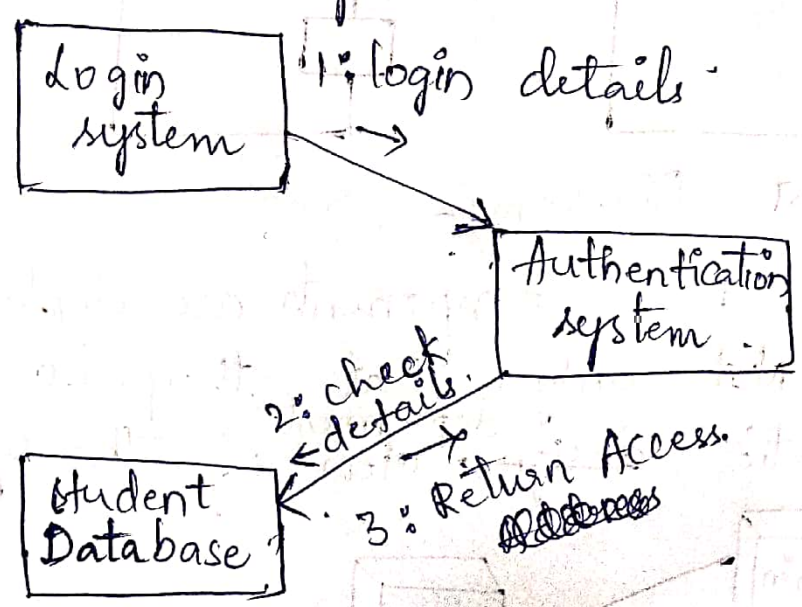 Login
system
1: login details
Authentication
system
2: check
details
3: Return Access.
Student
Database